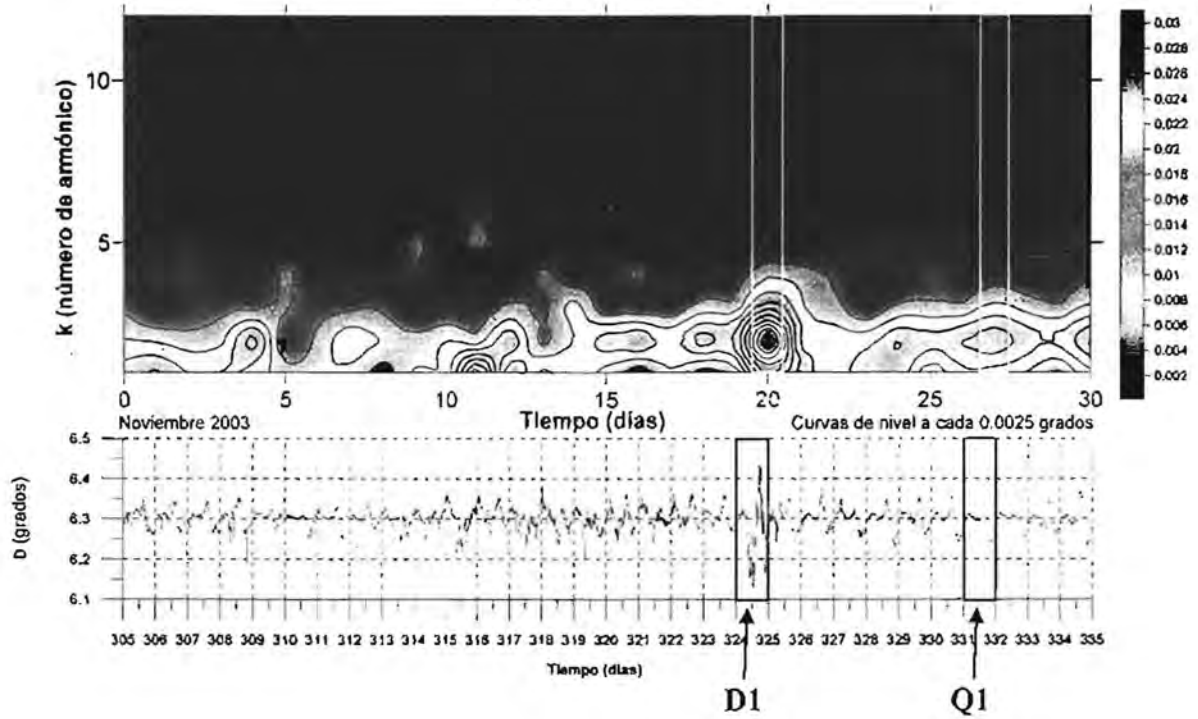 k (número de armónico)
10
5
0 5 10 15 20 25 30
Tiempo (días)
0.03
0.028
0.026
0.024
0.022
0.02
0.018
0.016
0.014
0.012
0.01
0.008
0.006
0.004
0.002
Noviembre 2003
Curvas de nivel a cada 0.0025 grados
D (grados)
6.5
6.4
6.3
6.2
6.1
305 306 307 308 309 310 311 312 313 314 315 316 317 318 319 320 321 322 323 324 325 326 327 328 329 330 331 332 333 334 335
Tiempo (días)
D1
Q1